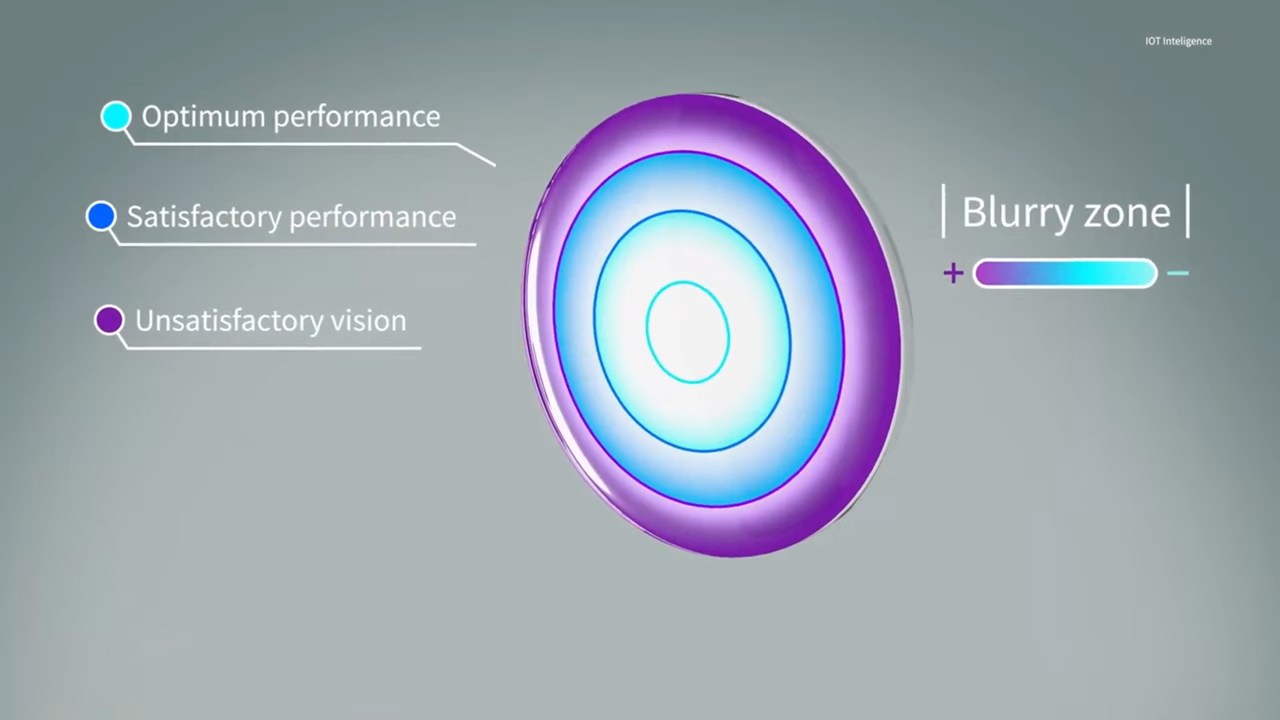 IOT Inteligence
Optimum performance
Satisfactory performance
Unsatisfactory vision
Blurry zone
+ −